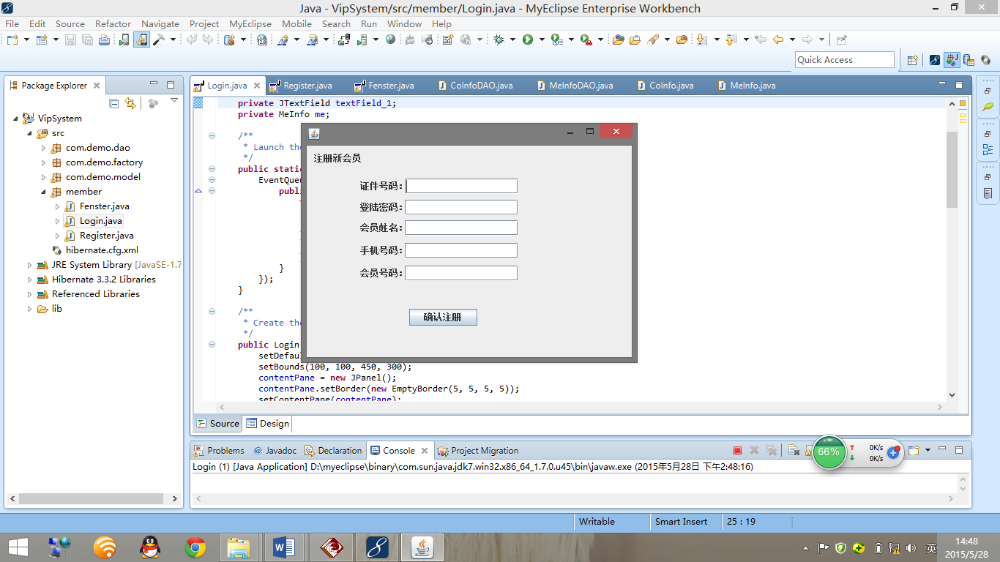 Java - VipSystem/src/member/Login.java - MyEclipse Enterprise Workbench
File Edit Source Refactor Navigate Project MyEclipse Mobile Search Run Window Help
Quick Access
Package Explorer
VipSystem
src
com.demo.dao
com.demo.factory
com.demo.model
member
Fenster.java
Login.java
Register.java
hibernate.cfg.xml
JRE System Library [JavaSE-1.7
Hibernate 3.3.2 Libraries
Referenced Libraries
lib
Login.java Register.java Fenster.java CoInfoDAO.java MeInfoDAO.java CoInfo.java MeInfo.java
private JTextField textField_1;
private MeInfo me;
/**
* Launch the
*/
public static
EventQueu
publ
}
});
}
/**
* Create the
*/
public Login
setDefau
setBounds(100, 100, 450, 300);
contentPane = new JPanel();
contentPane.setBorder(new EmptyBorder(5, 5, 5, 5));
setContentPane(contentPane);
注册新会员
证件号码:
登陆密码:
会员姓名:
手机号码:
会员号码:
确认注册
Source Design
Problems @ Javadoc Declaration Console Project Migration
66%
0K/s
0K/s
Login (1) [Java Application] D:\myeclipse\binary\com.sun.java.jdk7.win32.x86_64_1.7.0.u45\bin\javaw.exe (2015年5月28日 下午2:48:16)
Writable Smart Insert 25 : 19
英
14:48
2015/5/28